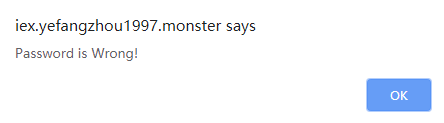 iex.yefangzhou1997.monster says
Password is Wrong!
OK